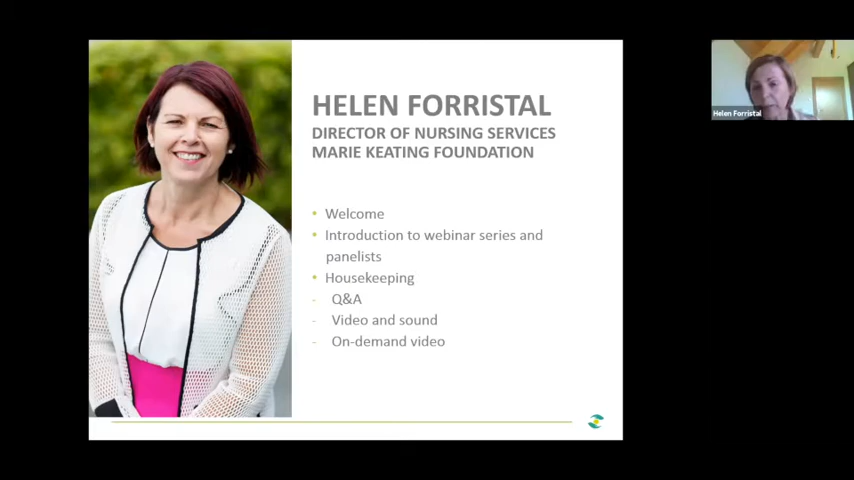 HELEN FORRISTAL
DIRECTOR OF NURSING SERVICES
MARIE KEATING FOUNDATION
• Welcome
• Introduction to webinar series and
panelists
• Housekeeping
- Q&A
- Video and sound
- On-demand video
Helen Forristal